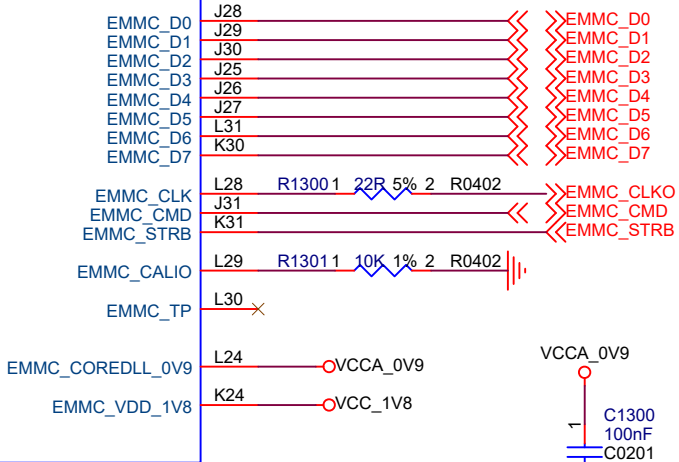 EMMC_D0 J28 EMMC_D0
EMMC_D1 J29 EMMC_D1
EMMC_D2 J30 EMMC_D2
EMMC_D3 J25 EMMC_D3
EMMC_D4 J26 EMMC_D4
EMMC_D5 J27 EMMC_D5
EMMC_D6 L31 EMMC_D6
EMMC_D7 K30 EMMC_D7
EMMC_CLK L28 R1300 1 22R 5% 2 R0402 EMMC_CLKO
EMMC_CMD J31 EMMC_CMD
EMMC_STRB K31 EMMC_STRB
EMMC_CALIO L29 R1301 1 10K 1% 2 R0402
EMMC_TP L30
EMMC_COREDLL_0V9 L24 VCCA_0V9
EMMC_VDD_1V8 K24 VCC_1V8
VCCA_0V9
1
C1300
100nF
C0201